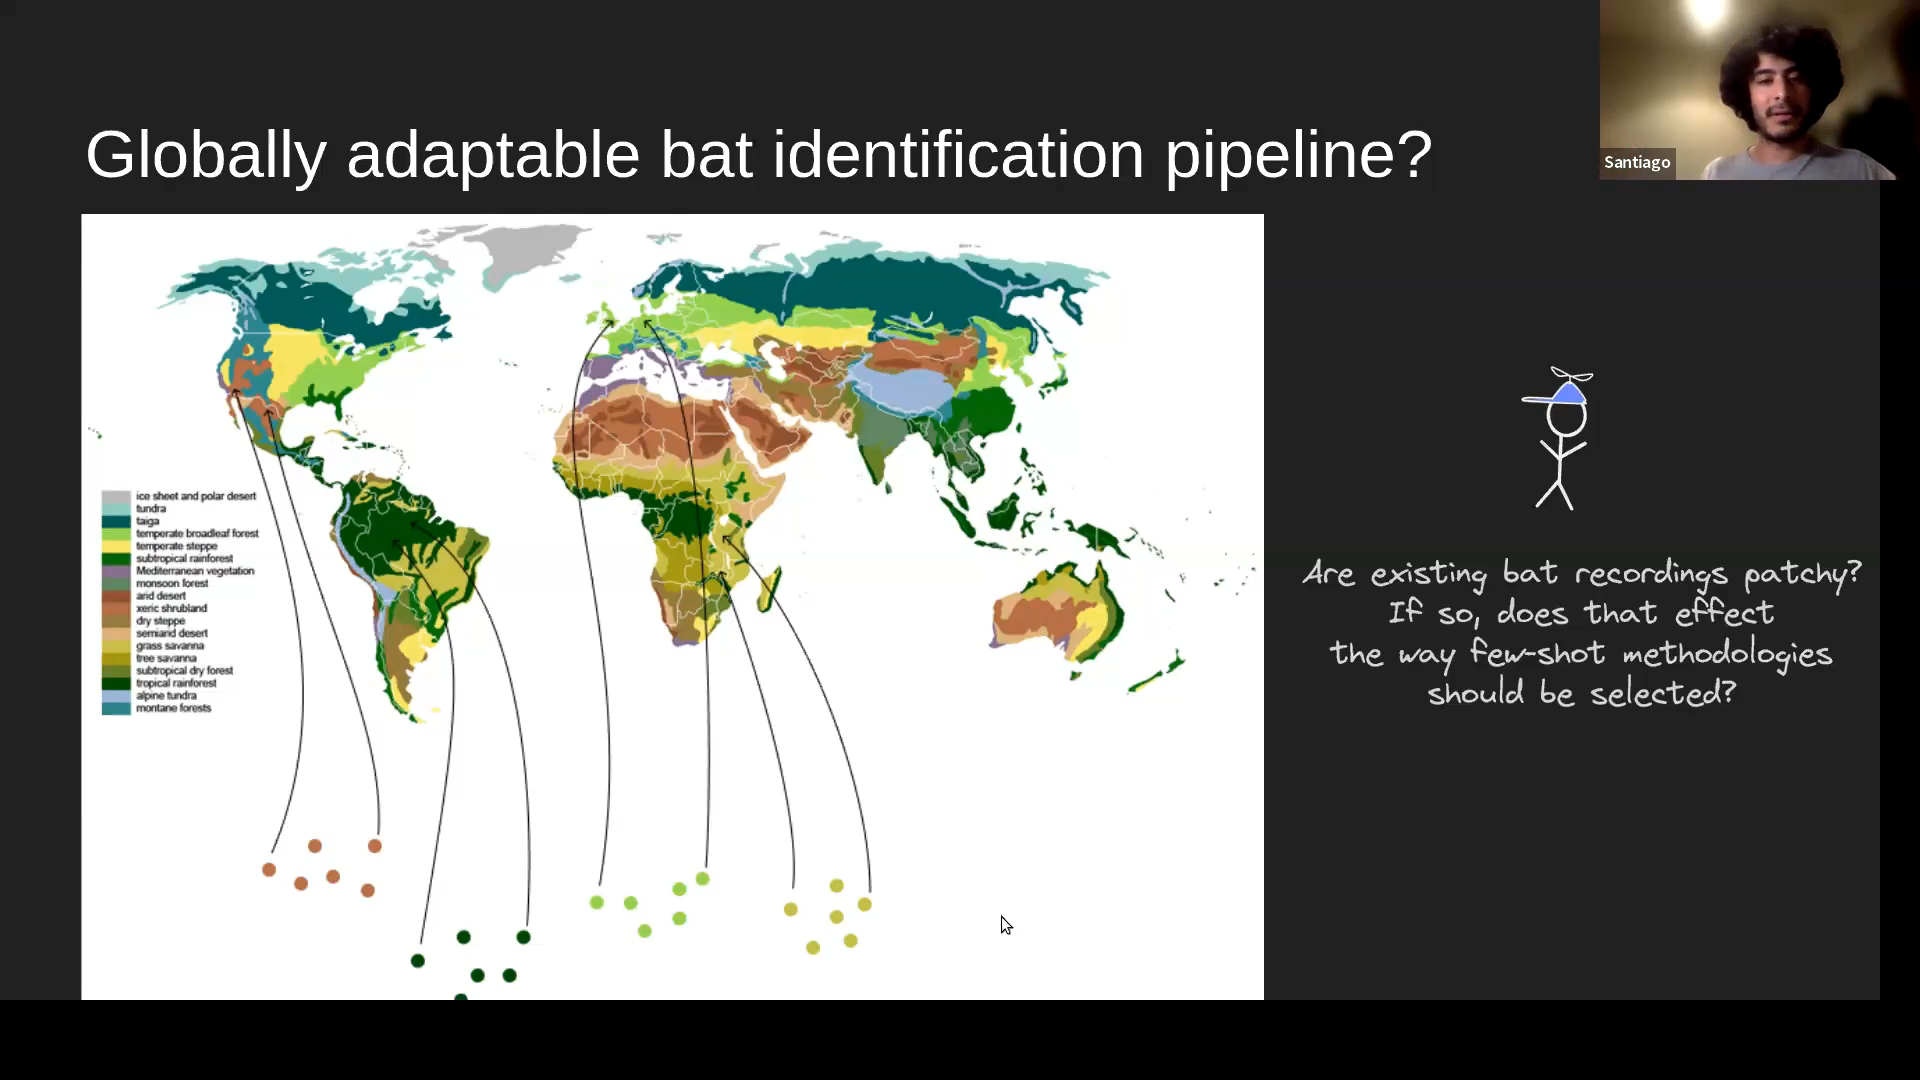 Globally adaptable bat identification pipeline?
Santiago
ice sheet and polar desert
tundra
taiga
temperate broadleaf forest
temperate steppe
subtropical rainforest
Mediterranean vegetation
monsoon forest
arid desert
xeric shrubland
dry steppe
semiarid desert
grass savanna
tree savanna
subtropical dry forest
tropical rainforest
alpine tundra
montane forests
Are existing bat recordings patchy?
If so, does that effect
the way few-shot methodologies
should be selected?